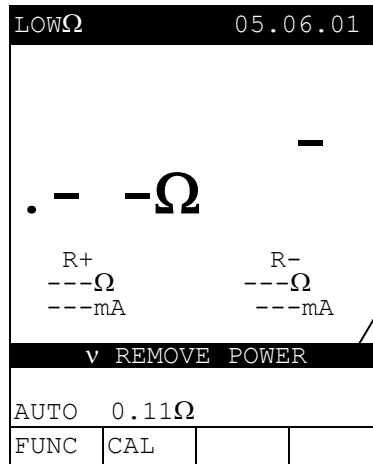 LOWΩ 05.06.01
-
.- -Ω
R+ R-
---Ω ---Ω
---mA ---mA
ν REMOVE POWER
AUTO 0.11Ω
FUNC CAL